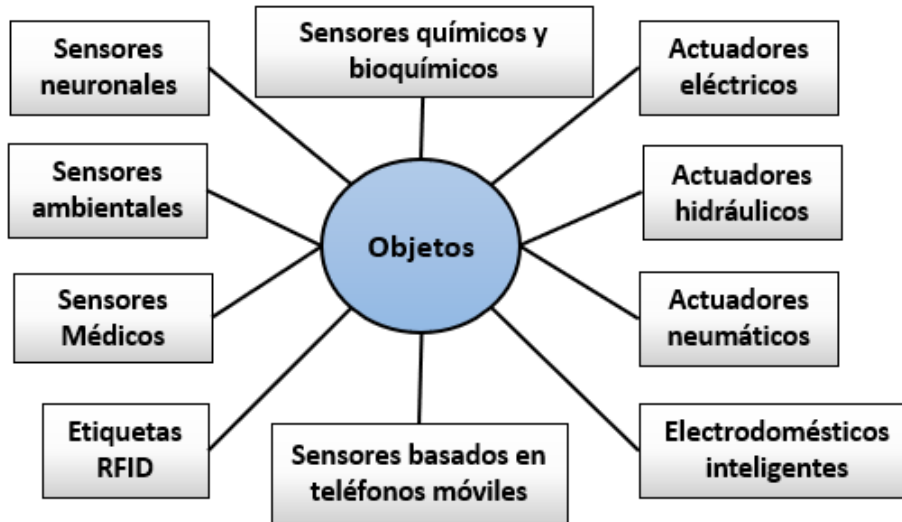 Sensores
neuronales
Sensores químicos y
bioquímicos
Actuadores
eléctricos
Sensores
ambientales
Actuadores
hidráulicos
Objetos
Sensores
Médicos
Actuadores
neumáticos
Etiquetas
RFID
Sensores basados en
teléfonos móviles
Electrodomésticos
inteligentes